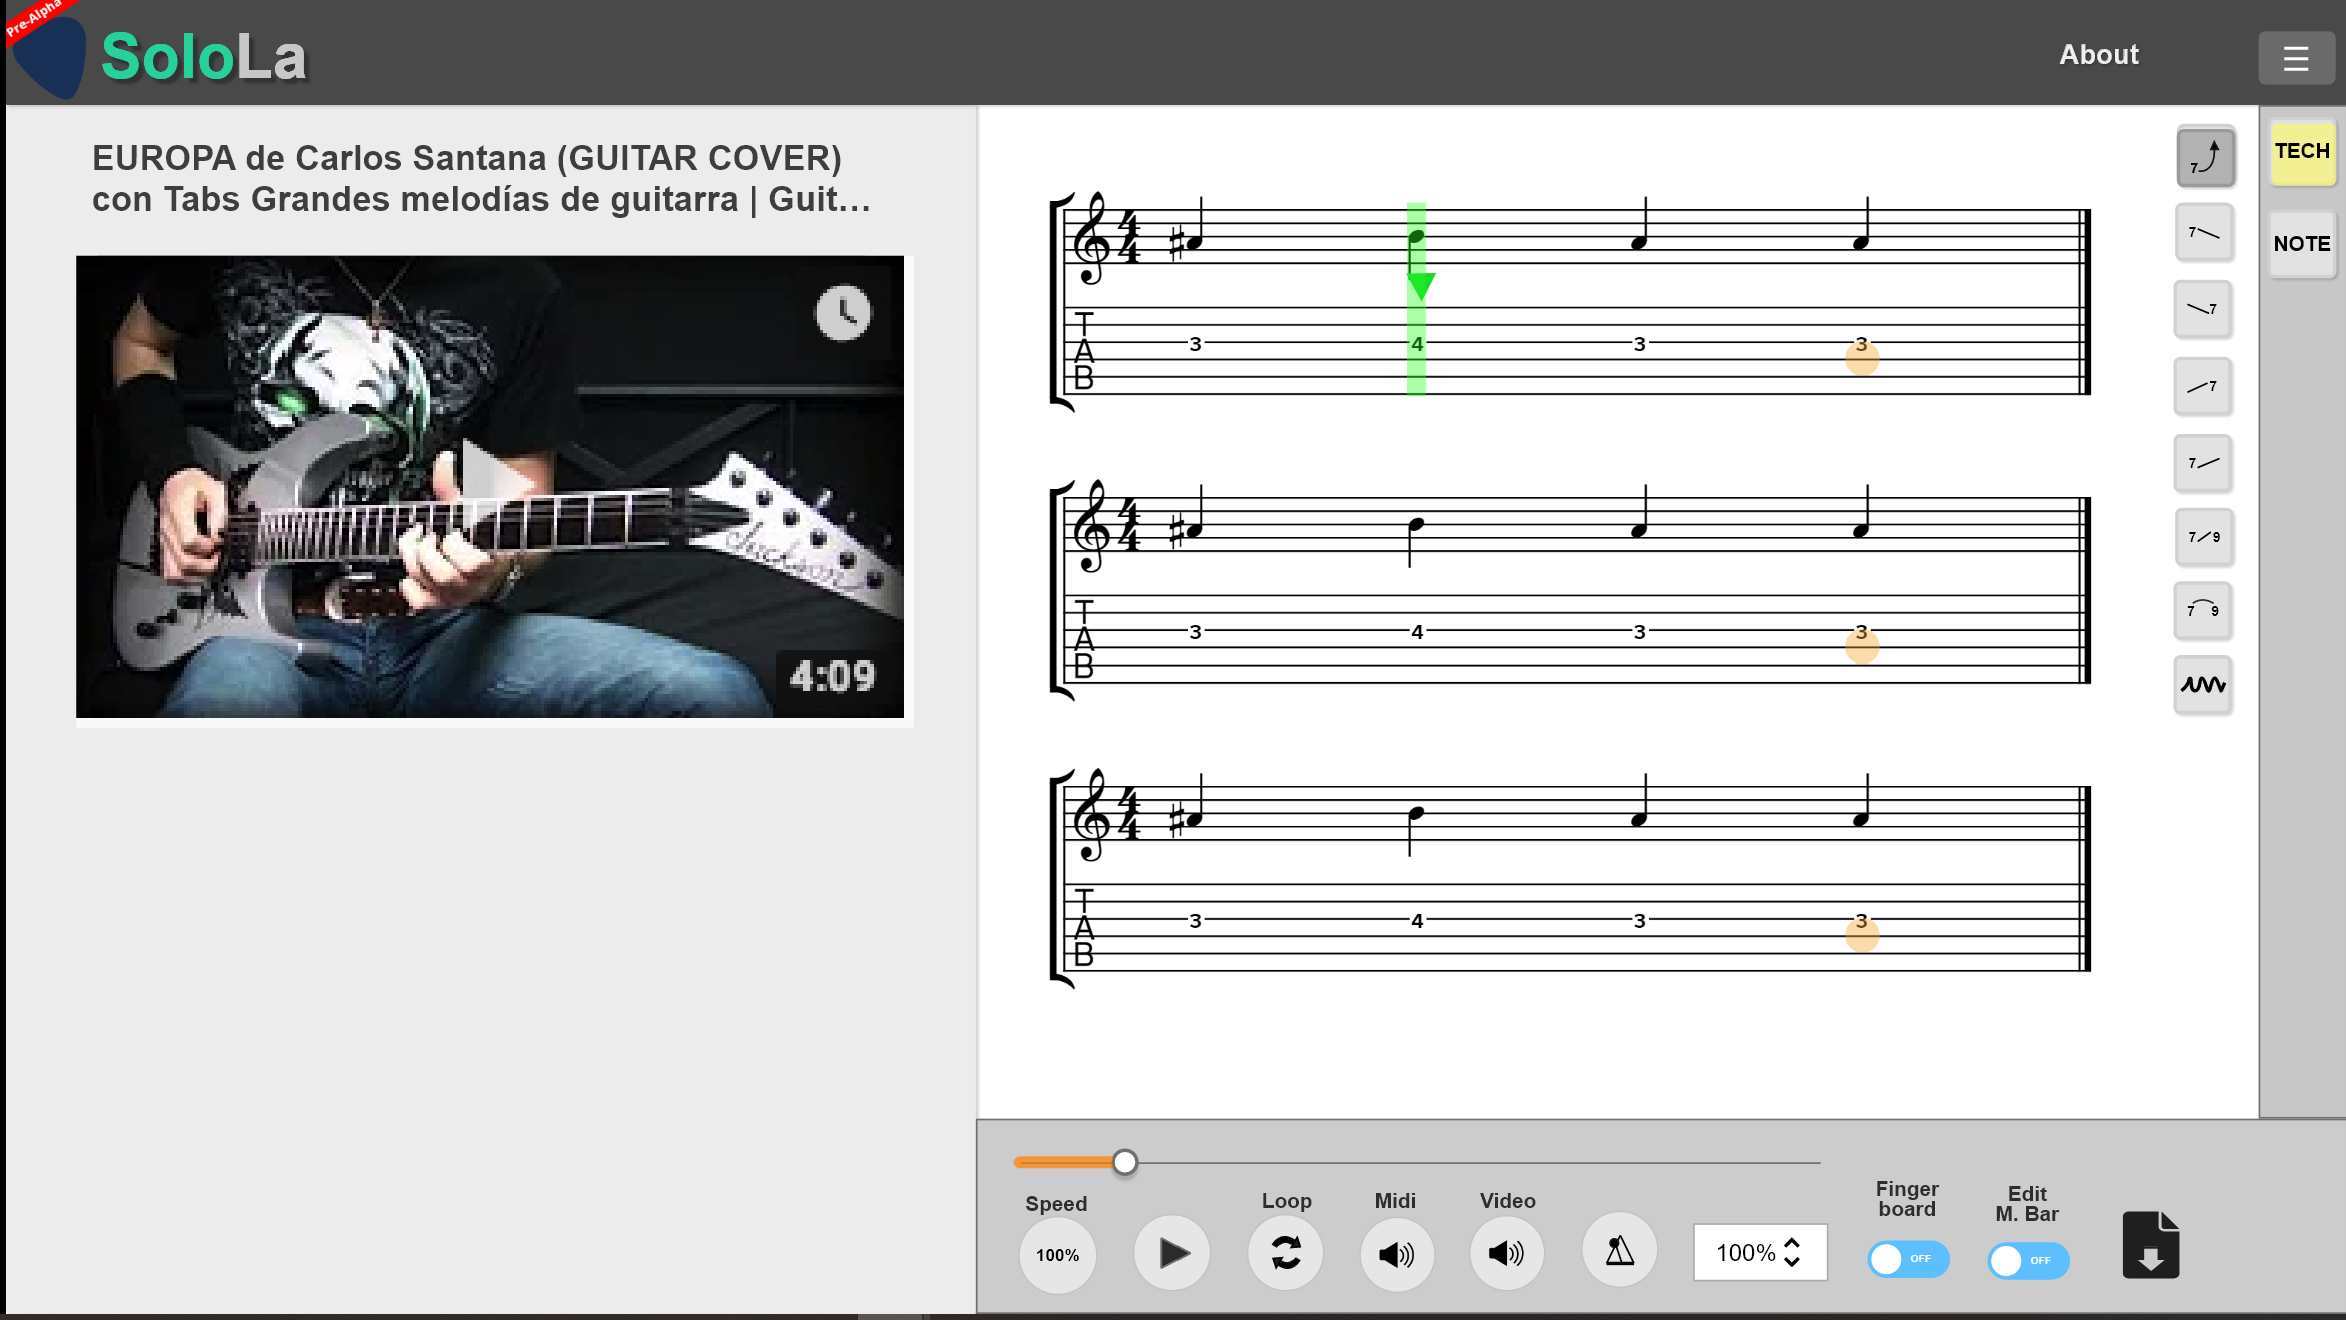 Pre-Alpha
SoloLa
About
EUROPA de Carlos Santana (GUITAR COVER)
con Tabs Grandes melodías de guitarra | Guit...
Jackson
4:09
4
4
T
A
B
3 4 3 3
4
4
T
A
B
3 4 3 3
4
4
T
A
B
3 4 3 3
7
7
7
7
7
7 9
7 9
TECH
NOTE
Speed
100%
Loop
Midi
Video
100%
Finger
board
OFF
Edit
M. Bar
OFF